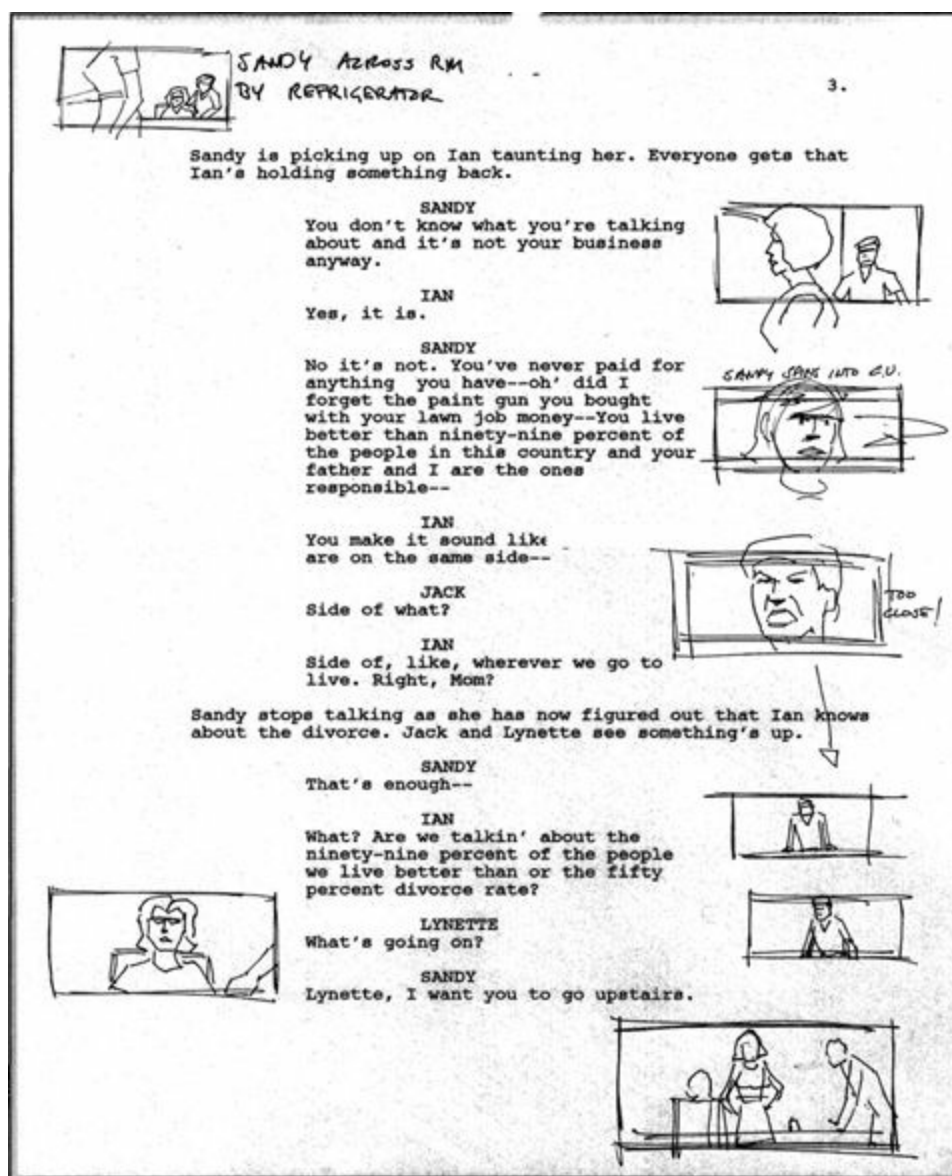 SANDY AZROSS RM
BY REFRIGERATOR
3.
Sandy is picking up on Ian taunting her. Everyone gets that
Ian's holding something back.
SANDY
You don't know what you're talking
about and it's not your business
anyway.
IAN
Yes, it is.
SANDY
No it's not. You've never paid for
anything you have--oh' did I
forget the paint gun you bought
with your lawn job money--You live
better than ninety-nine percent of
the people in this country and your
father and I are the ones
responsible--
SANDY SPINS INTO C.U.
IAN
You make it sound like
are on the same side--
JACK
Side of what?
TOO
CLOSE!
IAN
Side of, like, wherever we go to
live. Right, Mom?
Sandy stops talking as she has now figured out that Ian knows
about the divorce. Jack and Lynette see something's up.
SANDY
That's enough--
IAN
What? Are we talkin' about the
ninety-nine percent of the people
we live better than or the fifty
percent divorce rate?
LYNETTE
What's going on?
SANDY
Lynette, I want you to go upstairs.